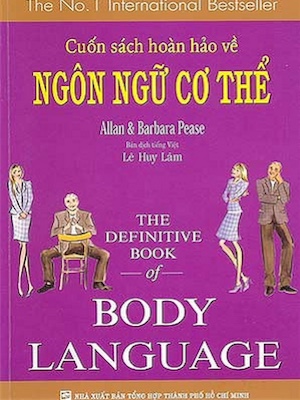 The No. 1 International Bestseller
Cuốn sách hoàn hảo về
NGÔN NGỮ CƠ THỂ
Allan & Barbara Pease
Bản dịch tiếng Việt
Lê Huy Lâm
THE
DEFINITIVE
BOOK
of
BODY
LANGUAGE
NHÀ XUẤT BẢN TỔNG HỢP THÀNH PHỐ HỒ CHÍ MINH